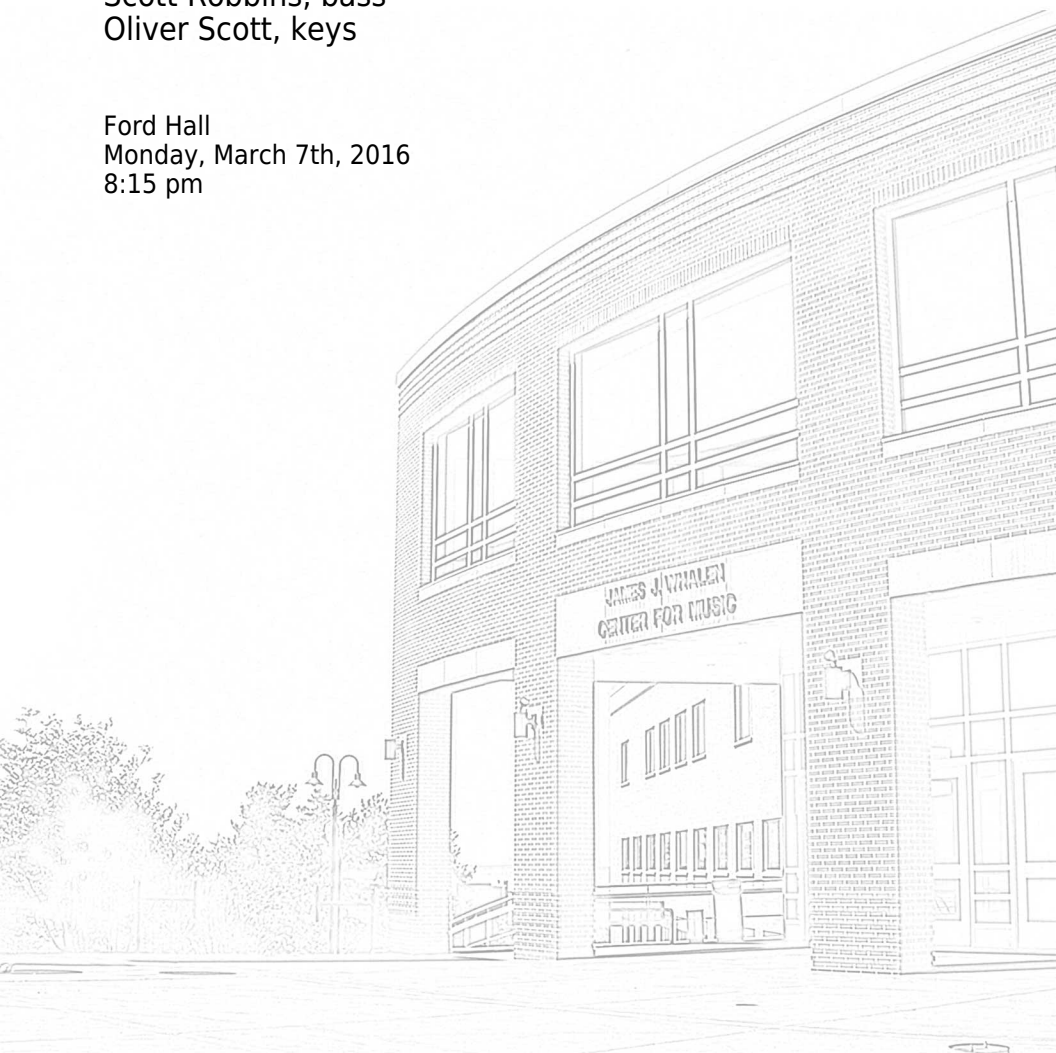 Scott Robbins, bass
Oliver Scott, keys
Ford Hall
Monday, March 7th, 2016
8:15 pm
JAMES J. WHALEN
CENTER FOR MUSIC